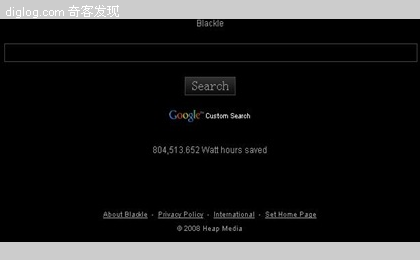 diglog.com 奇客发现
Blackle
Search
Google™ Custom Search
804,513.652 Watt hours saved
About Blackle - Privacy Policy - International - Set Home Page
© 2008 Heap Media